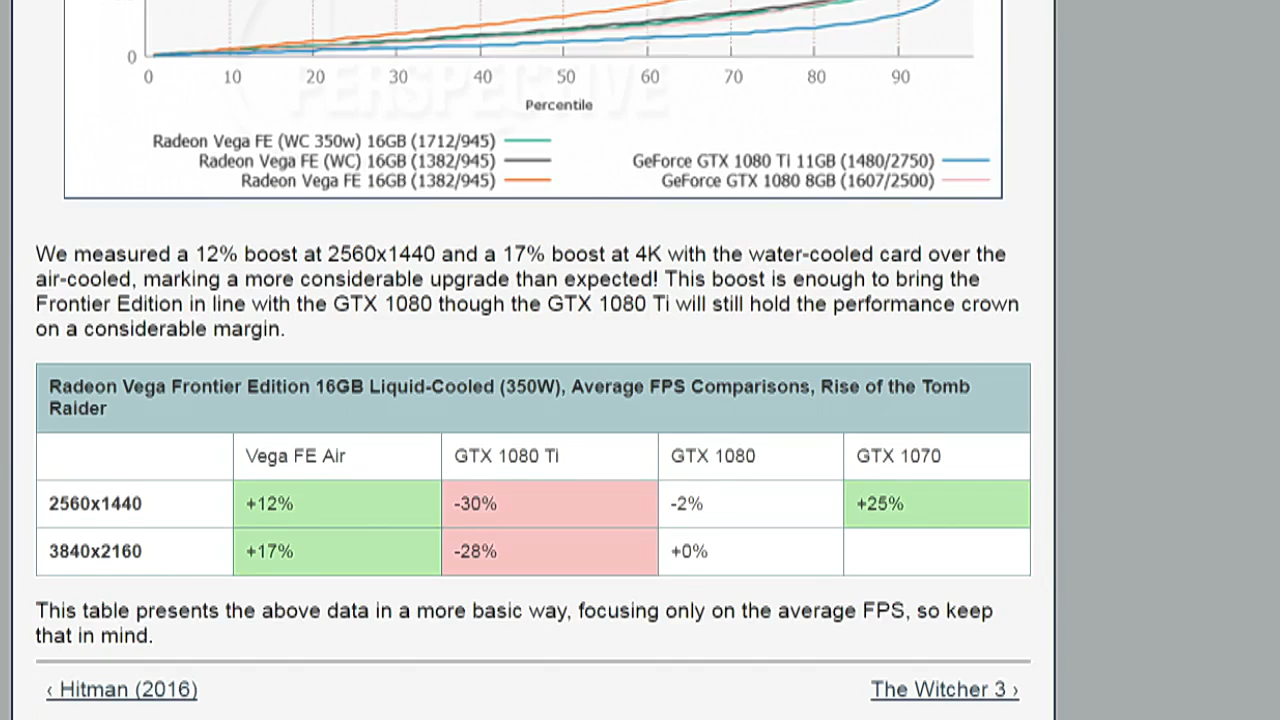 0
0 10 20 30 40 50 60 70 80 90
PERSPECTIVE
Percentile
Radeon Vega FE (WC 350w) 16GB (1712/945)
Radeon Vega FE (WC) 16GB (1382/945) GeForce GTX 1080 Ti 11GB (1480/2750)
Radeon Vega FE 16GB (1382/945) GeForce GTX 1080 8GB (1607/2500)
We measured a 12% boost at 2560x1440 and a 17% boost at 4K with the water-cooled card over the
air-cooled, marking a more considerable upgrade than expected! This boost is enough to bring the
Frontier Edition in line with the GTX 1080 though the GTX 1080 Ti will still hold the performance crown
on a considerable margin.
Radeon Vega Frontier Edition 16GB Liquid-Cooled (350W), Average FPS Comparisons, Rise of the Tomb
Raider
Vega FE Air GTX 1080 Ti GTX 1080 GTX 1070
2560x1440 +12% -30% -2% +25%
3840x2160 +17% -28% +0%
This table presents the above data in a more basic way, focusing only on the average FPS, so keep
that in mind.
‹ Hitman (2016) The Witcher 3 ›